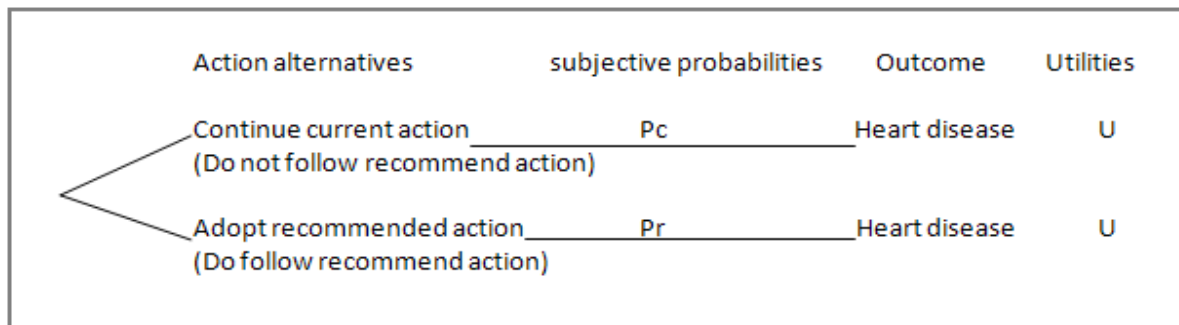 Action alternatives subjective probabilities Outcome Utilities
Continue current action Pc Heart disease U
(Do not follow recommend action)
Adopt recommended action Pr Heart disease U
(Do follow recommend action)